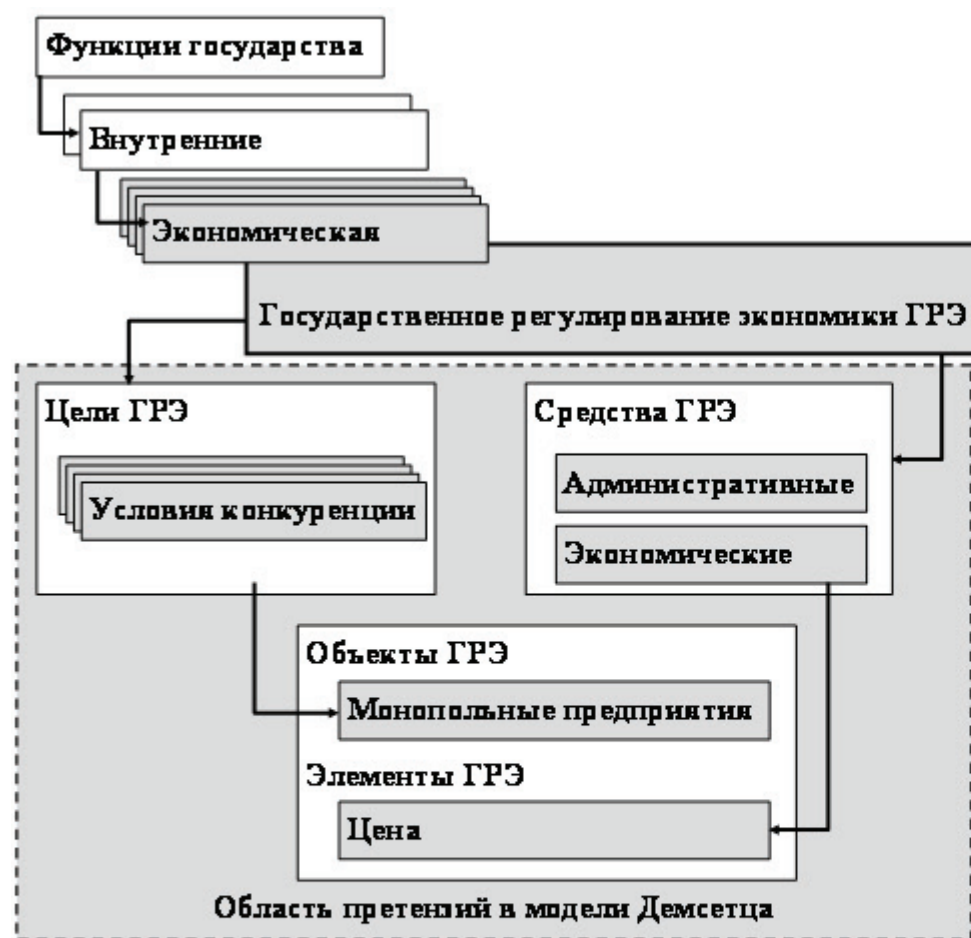 Функции государства
Внутренние
Экономическая
Государственное регулирование экономики ГРЭ
Цели ГРЭ
Условия конкуренции
Средства ГРЭ
Административные
Экономические
Объекты ГРЭ
Монопольные предприятия
Элементы ГРЭ
Цена
Область претензий в модели Демсетца